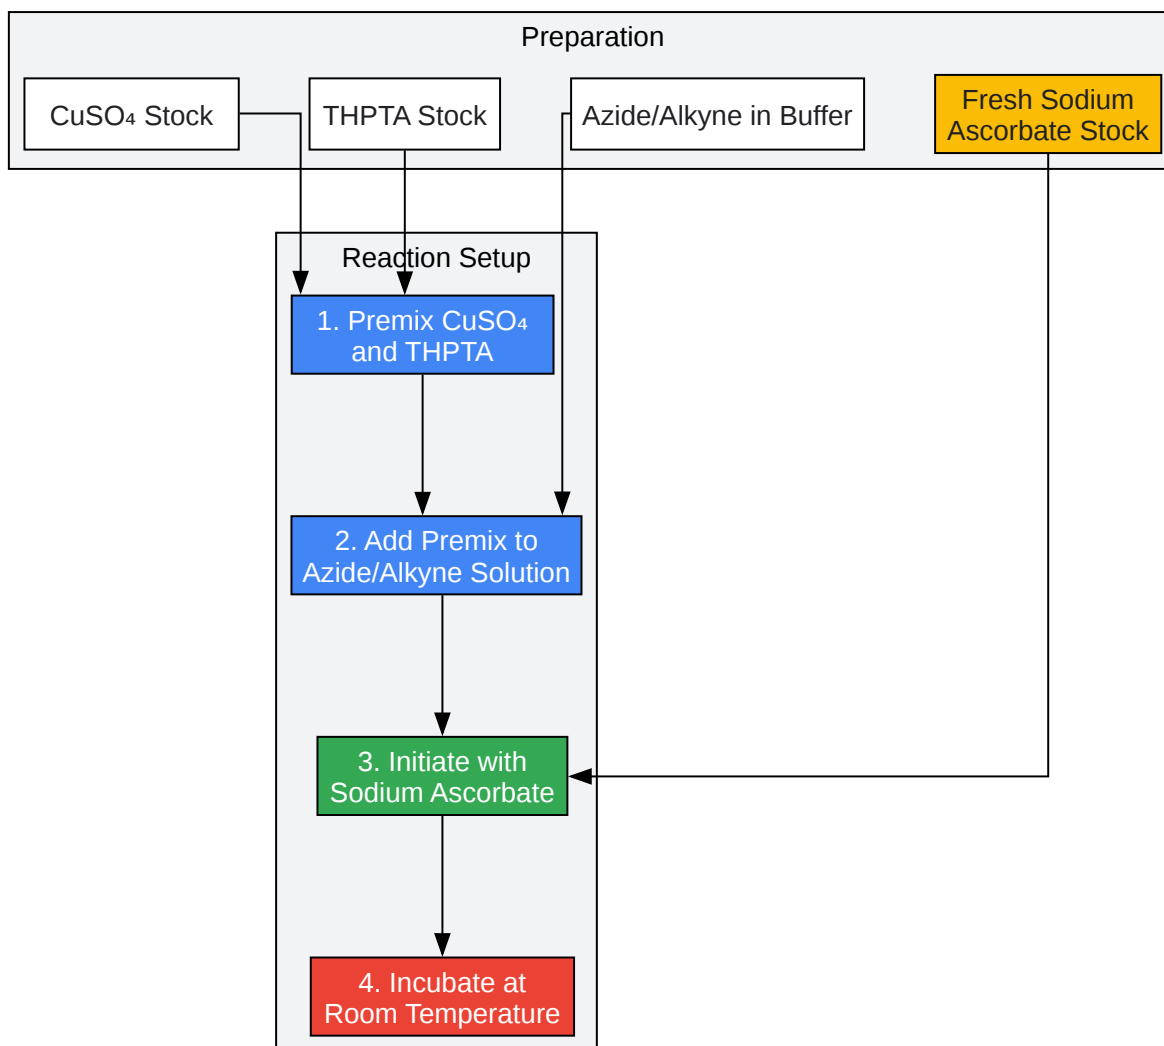 Preparation
CuSO₄ Stock
THPTA Stock
Azide/Alkyne in Buffer
Fresh Sodium
Ascorbate Stock
Reaction Setup
1. Premix CuSO₄
and THPTA
2. Add Premix to
Azide/Alkyne Solution
3. Initiate with
Sodium Ascorbate
4. Incubate at
Room Temperature